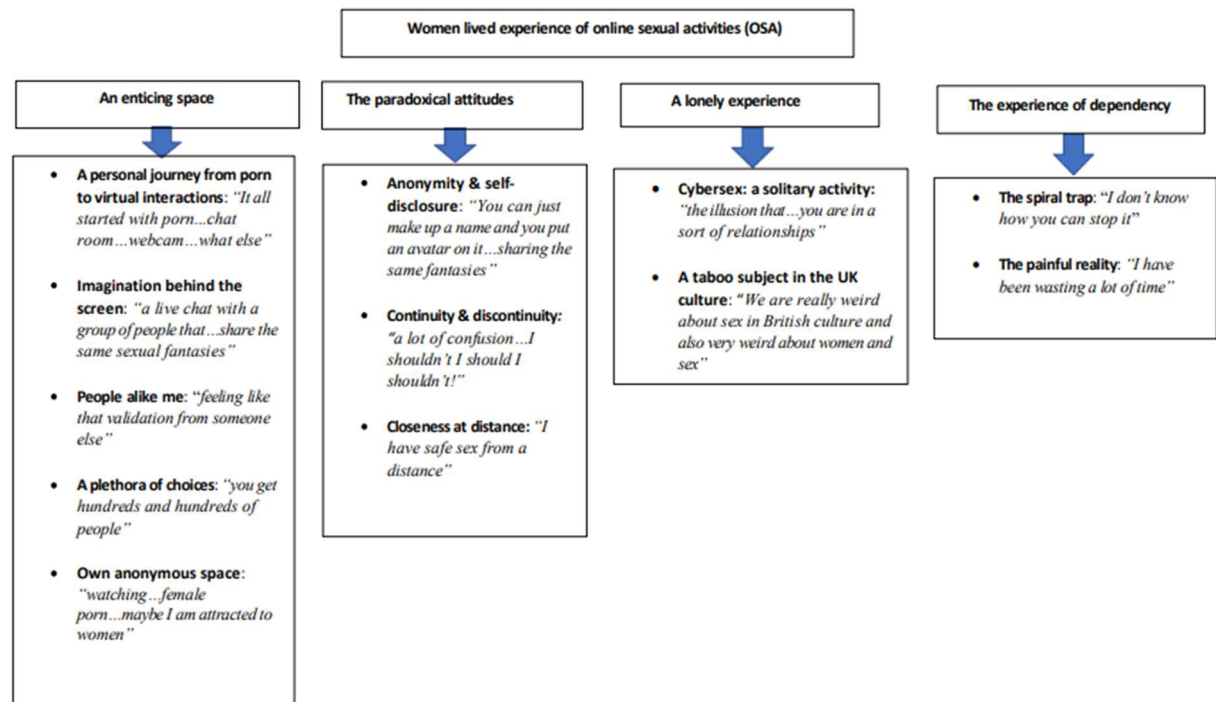 Women lived experience of online sexual activities (OSA)
An enticing space
• A personal journey from porn
to virtual interactions: “It all
started with porn…chat
room…webcam…what else”
• Imagination behind the
screen: “a live chat with a
group of people that…share the
same sexual fantasies”
• People alike me: “feeling like
that validation from someone
else”
• A plethora of choices: “you get
hundreds and hundreds of
people”
• Own anonymous space:
“watching…female
porn…maybe I am attracted to
women”
The paradoxical attitudes
• Anonymity & self-
disclosure: “You can just
make up a name and you put
an avatar on it…sharing the
same fantasies”
• Continuity & discontinuity:
“a lot of confusion…I
shouldn’t I should I
shouldn’t!”
• Closeness at distance: “I
have safe sex from a
distance”
A lonely experience
• Cybersex: a solitary activity:
“the illusion that…you are in a
sort of relationships”
• A taboo subject in the UK
culture: “We are really weird
about sex in British culture and
also very weird about women and
sex”
The experience of dependency
• The spiral trap: “I don’t know
how you can stop it”
• The painful reality: “I have
been wasting a lot of time”